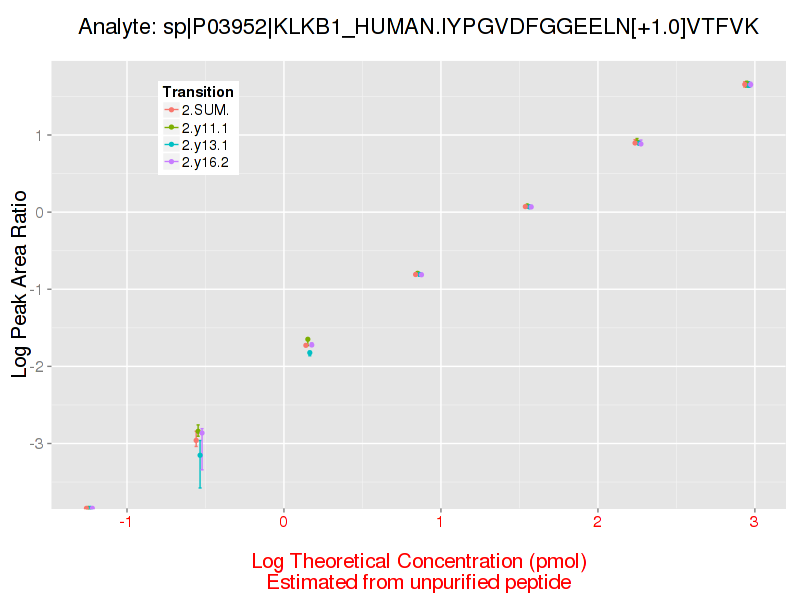 Analyte: sp|P03952|KLKB1_HUMAN.IYPGVDFGGEELN[+1.0]VTFVK
Transition
2.SUM.
2.y11.1
2.y13.1
2.y16.2
Log Peak Area Ratio
1
0
-1
-2
-3
-1
0
1
2
3
Log Theoretical Concentration (pmol)
Estimated from unpurified peptide